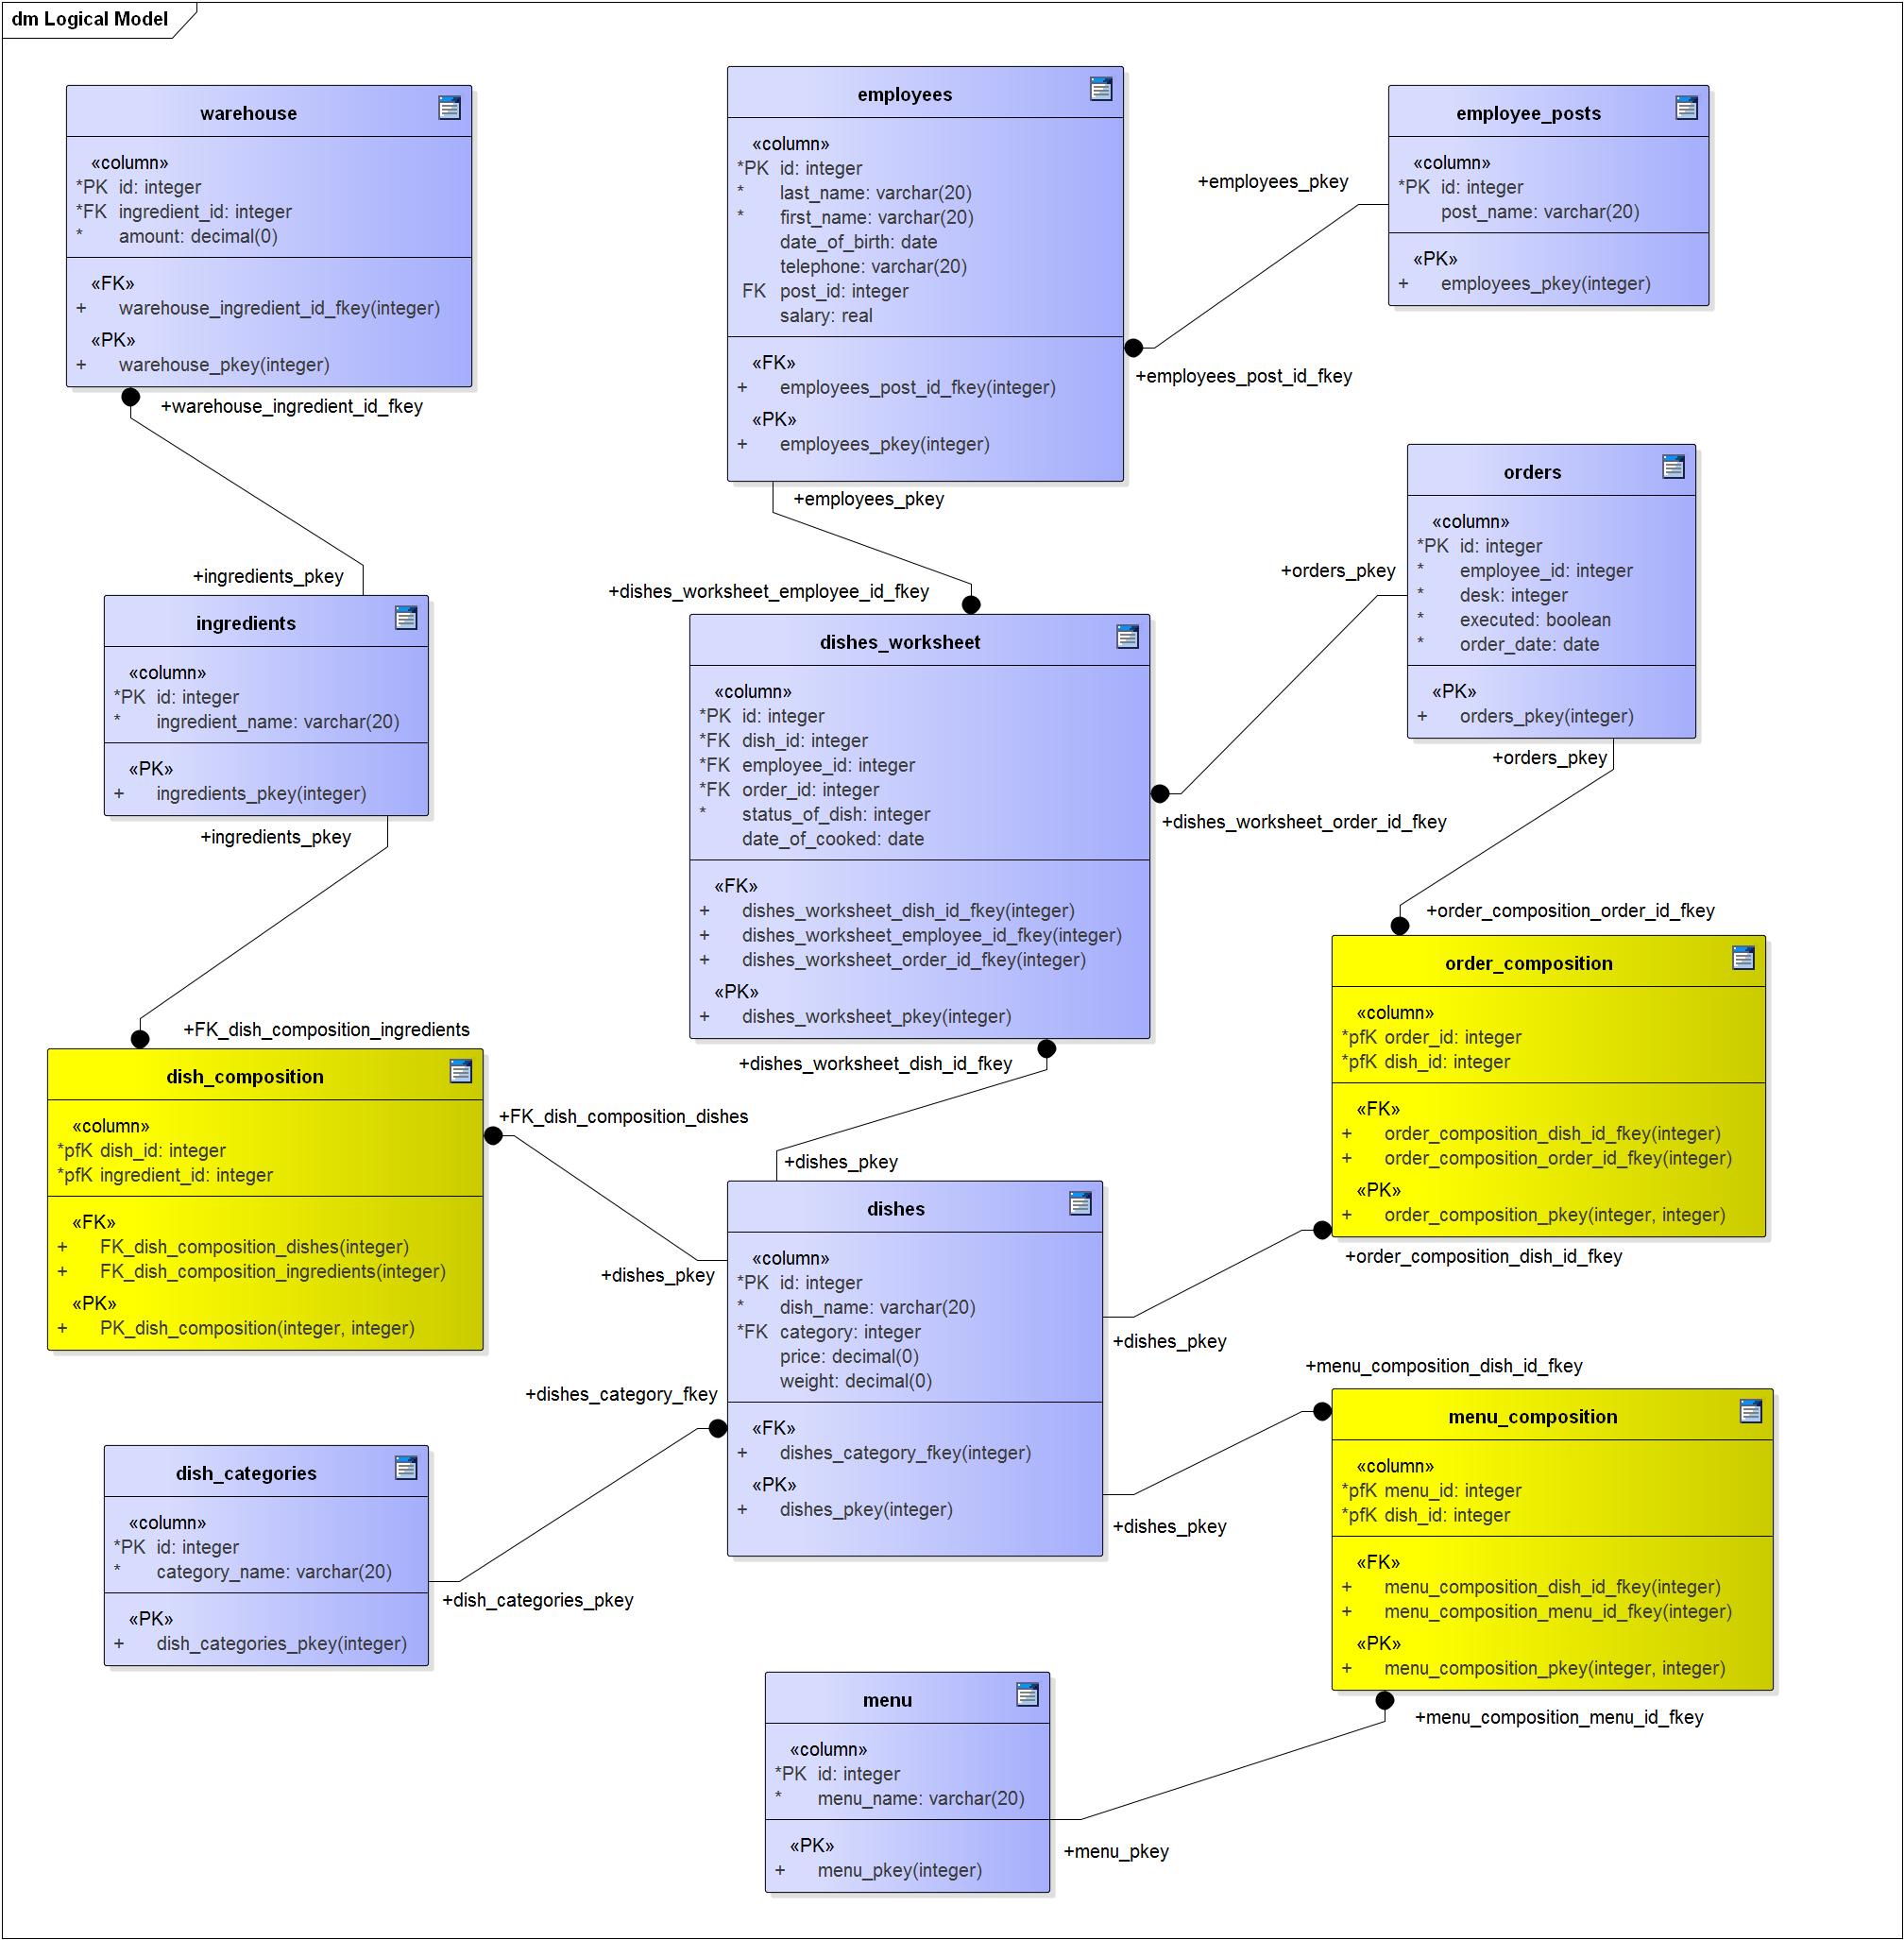 dm Logical Model
warehouse
«column»
*PK id: integer
*FK ingredient_id: integer
* amount: decimal(0)
«FK»
+ warehouse_ingredient_id_fkey(integer)
«PK»
+ warehouse_pkey(integer)
+warehouse_ingredient_id_fkey
employees
«column»
*PK id: integer
* last_name: varchar(20)
* first_name: varchar(20)
date_of_birth: date
telephone: varchar(20)
FK post_id: integer
salary: real
«FK»
+ employees_post_id_fkey(integer)
«PK»
+ employees_pkey(integer)
+employees_pkey
employee_posts
«column»
*PK id: integer
post_name: varchar(20)
«PK»
+ employees_pkey(integer)
+employees_pkey
+employees_post_id_fkey
orders
«column»
*PK id: integer
* employee_id: integer
* desk: integer
* executed: boolean
* order_date: date
«PK»
+ orders_pkey(integer)
+orders_pkey
+orders_pkey
+ingredients_pkey
ingredients
«column»
*PK id: integer
* ingredient_name: varchar(20)
«PK»
+ ingredients_pkey(integer)
+ingredients_pkey
+dishes_worksheet_employee_id_fkey
dishes_worksheet
«column»
*PK id: integer
*FK dish_id: integer
*FK employee_id: integer
*FK order_id: integer
* status_of_dish: integer
date_of_cooked: date
«FK»
+ dishes_worksheet_dish_id_fkey(integer)
+ dishes_worksheet_employee_id_fkey(integer)
+ dishes_worksheet_order_id_fkey(integer)
«PK»
+ dishes_worksheet_pkey(integer)
+dishes_worksheet_order_id_fkey
+dishes_worksheet_dish_id_fkey
+order_composition_order_id_fkey
order_composition
«column»
*pfK order_id: integer
*pfK dish_id: integer
«FK»
+ order_composition_dish_id_fkey(integer)
+ order_composition_order_id_fkey(integer)
«PK»
+ order_composition_pkey(integer, integer)
+order_composition_dish_id_fkey
+FK_dish_composition_ingredients
dish_composition
«column»
*pfK dish_id: integer
*pfK ingredient_id: integer
«FK»
+ FK_dish_composition_dishes(integer)
+ FK_dish_composition_ingredients(integer)
«PK»
+ PK_dish_composition(integer, integer)
+FK_dish_composition_dishes
+dishes_pkey
+dishes_pkey
dishes
«column»
*PK id: integer
* dish_name: varchar(20)
*FK category: integer
price: decimal(0)
weight: decimal(0)
«FK»
+ dishes_category_fkey(integer)
«PK»
+ dishes_pkey(integer)
+dishes_pkey
+dishes_pkey
+dishes_category_fkey
dish_categories
«column»
*PK id: integer
* category_name: varchar(20)
«PK»
+ dish_categories_pkey(integer)
+dish_categories_pkey
+menu_composition_dish_id_fkey
menu_composition
«column»
*pfK menu_id: integer
*pfK dish_id: integer
«FK»
+ menu_composition_dish_id_fkey(integer)
+ menu_composition_menu_id_fkey(integer)
«PK»
+ menu_composition_pkey(integer, integer)
+menu_composition_menu_id_fkey
menu
«column»
*PK id: integer
* menu_name: varchar(20)
«PK»
+ menu_pkey(integer)
+menu_pkey